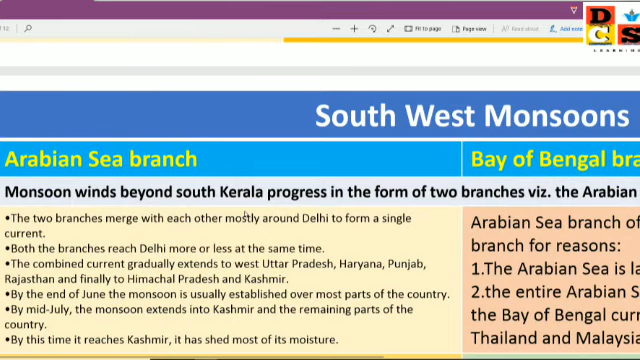 12
Fit to page
Page view
Read aloud
Add note
D
C S
LEARNING
South West Monsoons
Arabian Sea branch
Bay of Bengal bra
Monsoon winds beyond south Kerala progress in the form of two branches viz. the Arabian
•The two branches merge with each other mostly around Delhi to form a single
current.
•Both the branches reach Delhi more or less at the same time.
•The combined current gradually extends to west Uttar Pradesh, Haryana, Punjab,
Rajasthan and finally to Himachal Pradesh and Kashmir.
•By the end of June the monsoon is usually established over most parts of the country.
•By mid-July, the monsoon extends into Kashmir and the remaining parts of the
country.
•By this time it reaches Kashmir, it has shed most of its moisture.
Arabian Sea branch of
branch for reasons:
1.The Arabian Sea is la
2.the entire Arabian S
the Bay of Bengal curr
Thailand and Malaysia